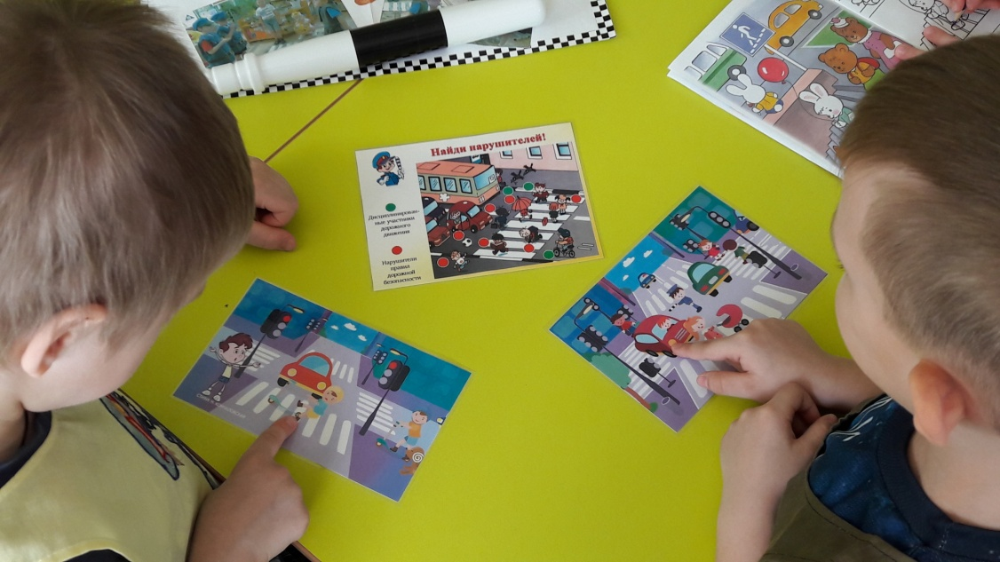 Найди нарушителей!
Дисциплинирован-
ные участники
дорожного
движения
Нарушители
правил
дорожной
безопасности